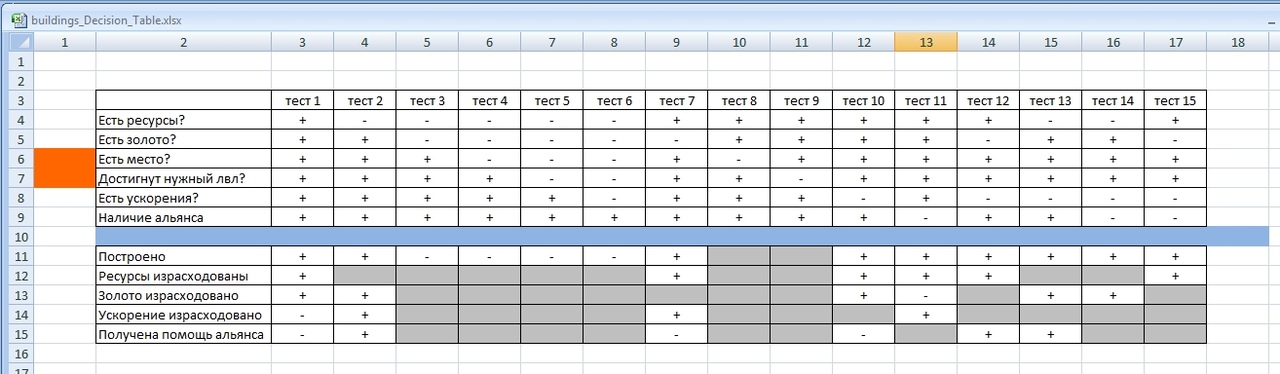 buildings_Decision_Table.xlsx
1 2 3 4 5 6 7 8 9 10 11 12 13 14 15 16 17 18
1
2
3 тест 1 тест 2 тест 3 тест 4 тест 5 тест 6 тест 7 тест 8 тест 9 тест 10 тест 11 тест 12 тест 13 тест 14 тест 15
4 Есть ресурсы? + - - - - - + + + + + + - - +
5 Есть золото? + + - - - - - + + + + - + + -
6 Есть место? + + + - - - + - + + + + + + +
7 Достигнут нужный лвл? + + + + - - + + - + + + + + +
8 Есть ускорения? + + + + + - + + + - + - - - -
9 Наличие альянса + + + + + + + + + + - + + - -
10
11 Построено + + - - - - + + + + + + +
12 Ресурсы израсходованы + + + + + +
13 Золото израсходовано + + + - + +
14 Ускорение израсходовано - + + +
15 Получена помощь альянса - + - - + +
16
17